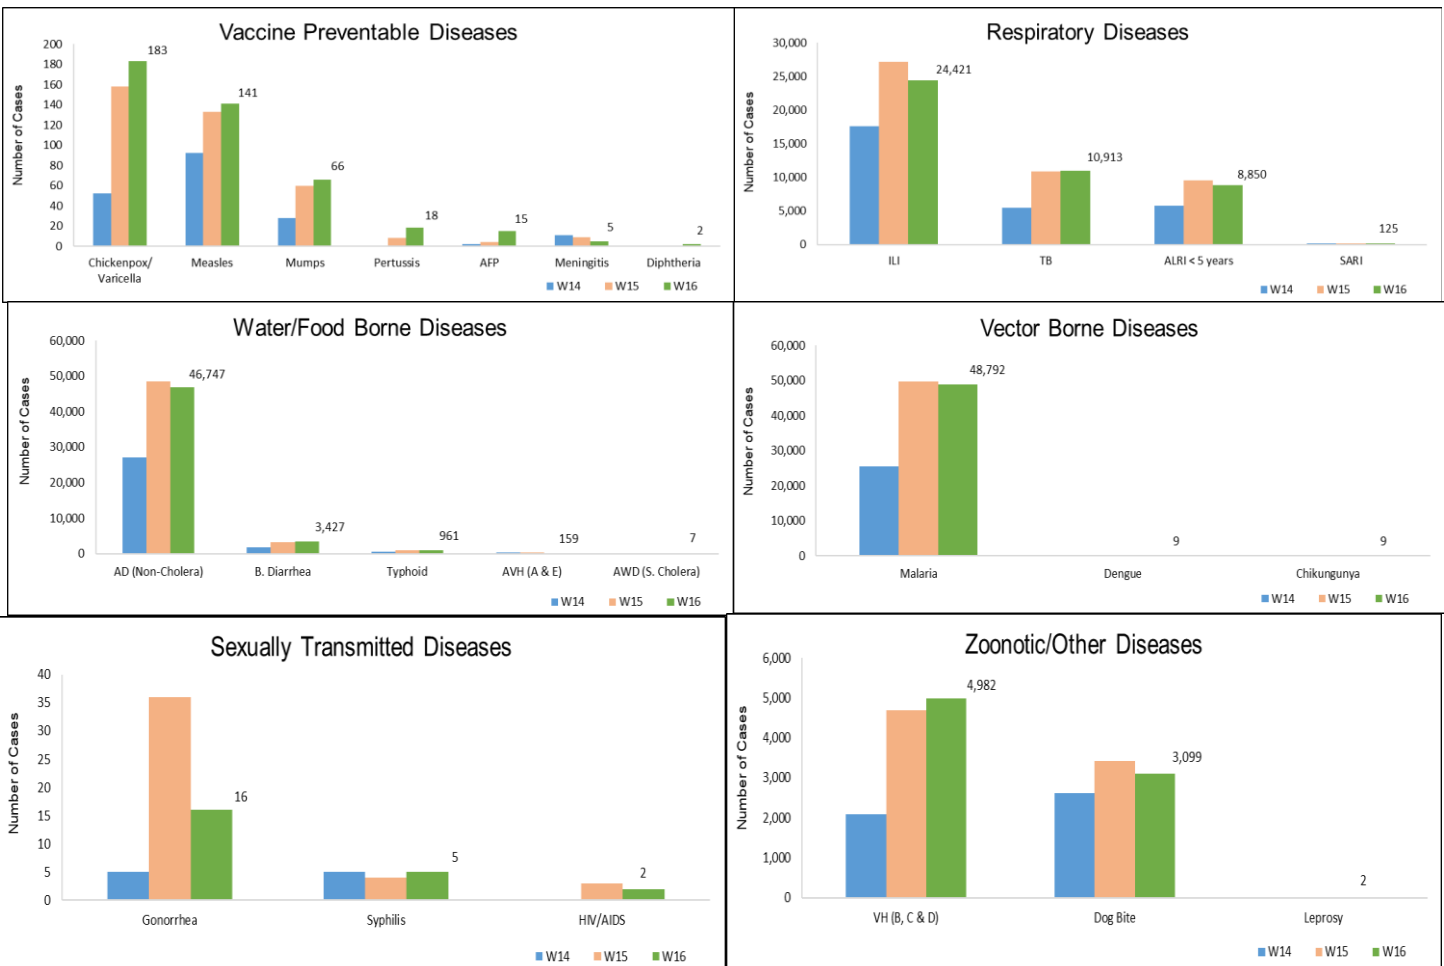 Vaccine Preventable Diseases
Number of Cases
200
180
160
140
120
100
80
60
40
20
0
183
141
66
18
15
5
2
Chickenpox/
Varicella
Measles
Mumps
Pertussis
AFP
Meningitis
Diphtheria
W14 W15 W16
Respiratory Diseases
Number of Cases
30,000
25,000
20,000
15,000
10,000
5,000
0
24,421
10,913
8,850
125
ILI
TB
ALRI < 5 years
SARI
W14 W15 W16
Water/Food Borne Diseases
Number of Cases
60,000
50,000
40,000
30,000
20,000
10,000
0
46,747
3,427
961
159
7
AD (Non-Cholera)
B. Diarrhea
Typhoid
AVH (A & E)
AWD (S. Cholera)
W14 W15 W16
Vector Borne Diseases
Number of Cases
60,000
50,000
40,000
30,000
20,000
10,000
0
48,792
9
9
Malaria
Dengue
Chikungunya
W14 W15 W16
Sexually Transmitted Diseases
Number of Cases
40
35
30
25
20
15
10
5
0
16
5
2
Gonorrhea
Syphilis
HIV/AIDS
W14 W15 W16
Zoonotic/Other Diseases
Number of Cases
6,000
5,000
4,000
3,000
2,000
1,000
0
4,982
3,099
2
VH (B, C & D)
Dog Bite
Leprosy
W14 W15 W16